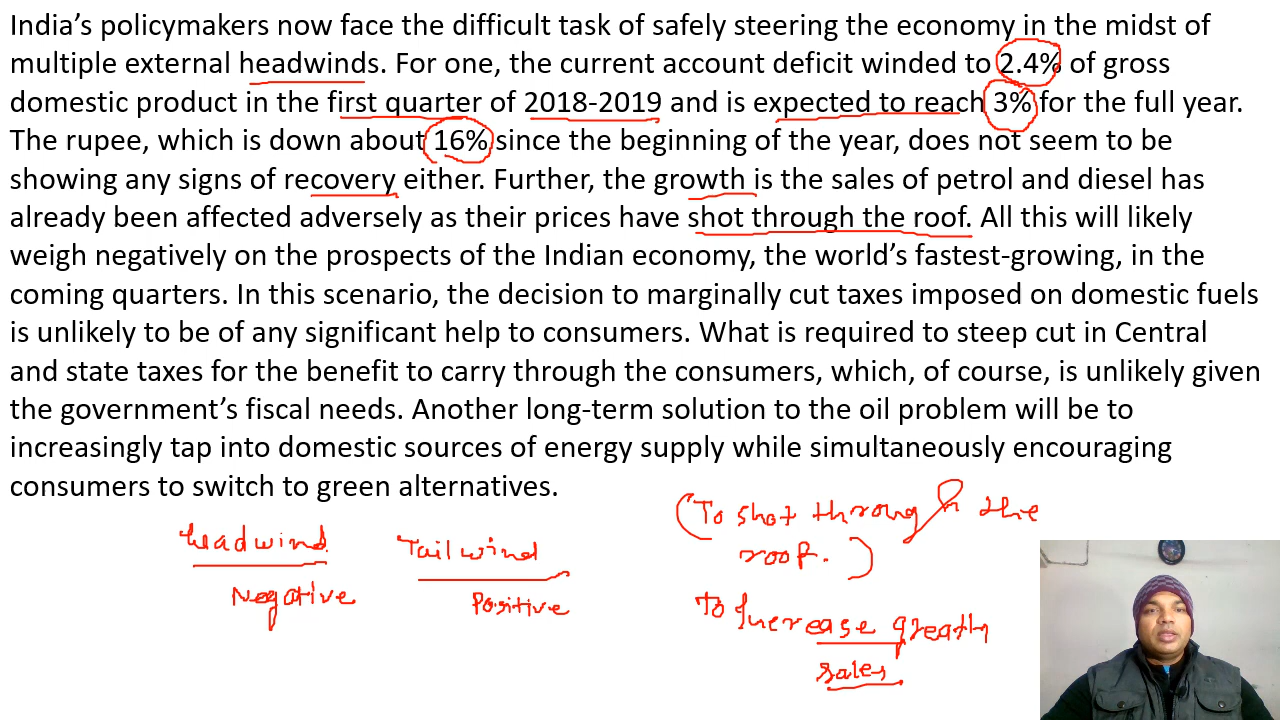 India’s policymakers now face the difficult task of safely steering the economy in the midst of
multiple external headwinds. For one, the current account deficit winded to 2.4% of gross
domestic product in the first quarter of 2018-2019 and is expected to reach 3% for the full year.
The rupee, which is down about 16% since the beginning of the year, does not seem to be
showing any signs of recovery either. Further, the growth is the sales of petrol and diesel has
already been affected adversely as their prices have shot through the roof. All this will likely
weigh negatively on the prospects of the Indian economy, the world’s fastest-growing, in the
coming quarters. In this scenario, the decision to marginally cut taxes imposed on domestic fuels
is unlikely to be of any significant help to consumers. What is required to steep cut in Central
and state taxes for the benefit to carry through the consumers, which, of course, is unlikely given
the government’s fiscal needs. Another long-term solution to the oil problem will be to
increasingly tap into domestic sources of energy supply while simultaneously encouraging
consumers to switch to green alternatives.
(To shot through the
roof.)
headwind Tailwind
Negative Positive
To Increase greatly
sales